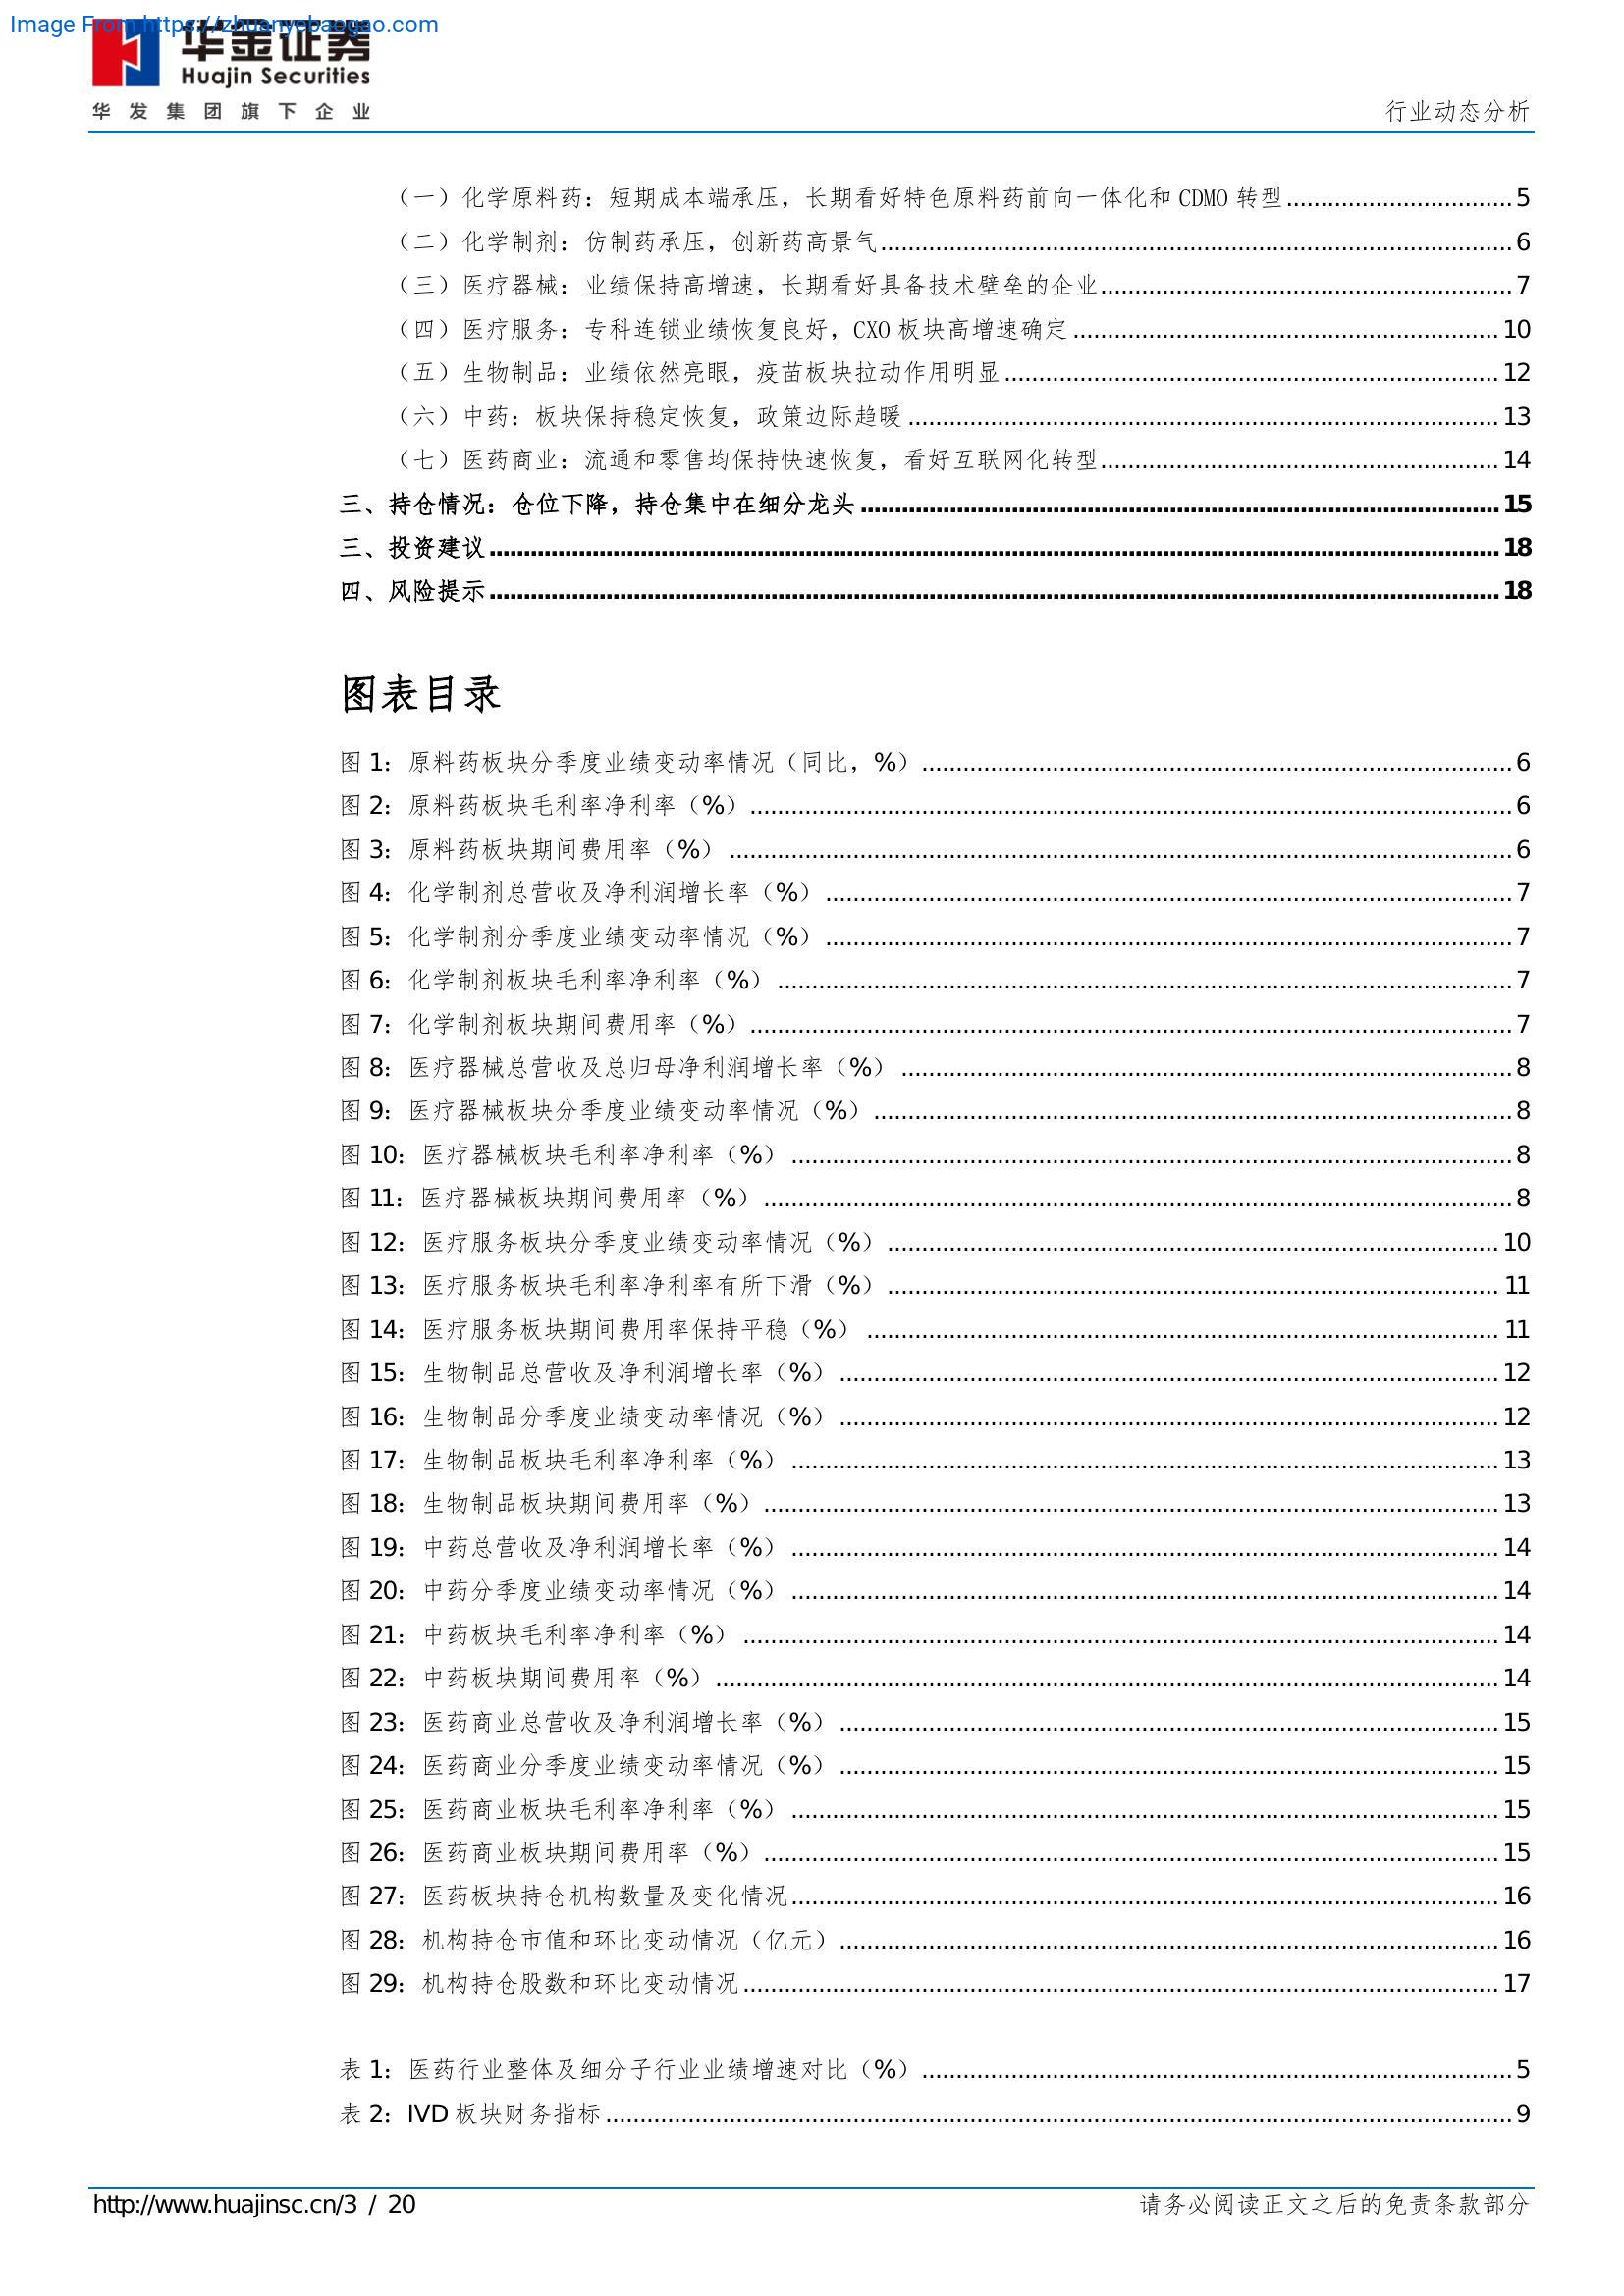 Image From https://zhuanyebaogao.com
华金证券
Huajin Securities
华发集团旗下企业
行业动态分析
（一）化学原料药：短期成本端承压，长期看好特色原料药前向一体化和 CDMO 转型 5
（二）化学制剂：仿制药承压，创新药高景气 6
（三）医疗器械：业绩保持高增速，长期看好具备技术壁垒的企业 7
（四）医疗服务：专科连锁业绩恢复良好，CXO 板块高增速确定 10
（五）生物制品：业绩依然亮眼，疫苗板块拉动作用明显 12
（六）中药：板块保持稳定恢复，政策边际趋暖 13
（七）医药商业：流通和零售均保持快速恢复，看好互联网化转型 14
三、持仓情况：仓位下降，持仓集中在细分龙头 15
三、投资建议 18
四、风险提示 18
图表目录
图 1：原料药板块分季度业绩变动率情况（同比，%） 6
图 2：原料药板块毛利率净利率（%） 6
图 3：原料药板块期间费用率（%） 6
图 4：化学制剂总营收及净利润增长率（%） 7
图 5：化学制剂分季度业绩变动率情况（%） 7
图 6：化学制剂板块毛利率净利率（%） 7
图 7：化学制剂板块期间费用率（%） 7
图 8：医疗器械总营收及总归母净利润增长率（%） 8
图 9：医疗器械板块分季度业绩变动率情况（%） 8
图 10：医疗器械板块毛利率净利率（%） 8
图 11：医疗器械板块期间费用率（%） 8
图 12：医疗服务板块分季度业绩变动率情况（%） 10
图 13：医疗服务板块毛利率净利率有所下滑（%） 11
图 14：医疗服务板块期间费用率保持平稳（%） 11
图 15：生物制品总营收及净利润增长率（%） 12
图 16：生物制品分季度业绩变动率情况（%） 12
图 17：生物制品板块毛利率净利率（%） 13
图 18：生物制品板块期间费用率（%） 13
图 19：中药总营收及净利润增长率（%） 14
图 20：中药分季度业绩变动率情况（%） 14
图 21：中药板块毛利率净利率（%） 14
图 22：中药板块期间费用率（%） 14
图 23：医药商业总营收及净利润增长率（%） 15
图 24：医药商业分季度业绩变动率情况（%） 15
图 25：医药商业板块毛利率净利率（%） 15
图 26：医药商业板块期间费用率（%） 15
图 27：医药板块持仓机构数量及变化情况 16
图 28：机构持仓市值和环比变动情况（亿元） 16
图 29：机构持仓股数和环比变动情况 17
表 1：医药行业整体及细分子行业业绩增速对比（%） 5
表 2：IVD 板块财务指标 9
http://www.huajinsc.cn/3 / 20
请务必阅读正文之后的免责条款部分